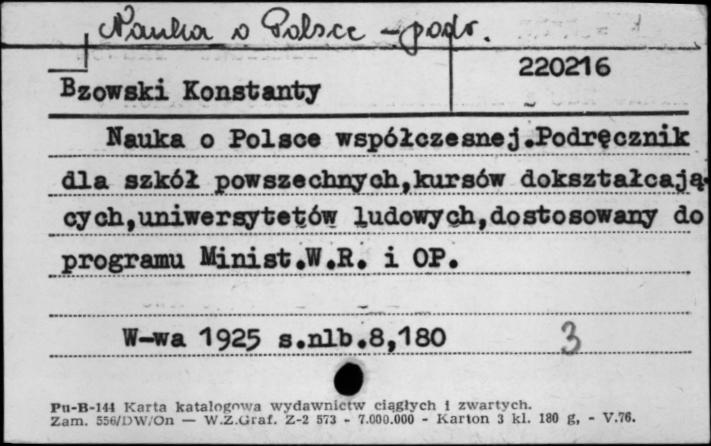 Nauka o Polsce - podr.
220216
Bzowski Konstanty
Nauka o Polsce współczesnej.Podręcznik
dla szkół powszechnych,kursów dokształcają-
cych,uniwersytetów ludowych,dostosowany do
programu Minist.W.R. i OP.
W-wa 1925 s.nlb.8,180
3
Pu-B-144 Karta katalogowa wydawnictw ciągłych i zwartych.
Zam. 556/DW/On — W.Z.Graf. Z-2 573 - 7.000.000 - Karton 3 kl. 180 g, - V.76.